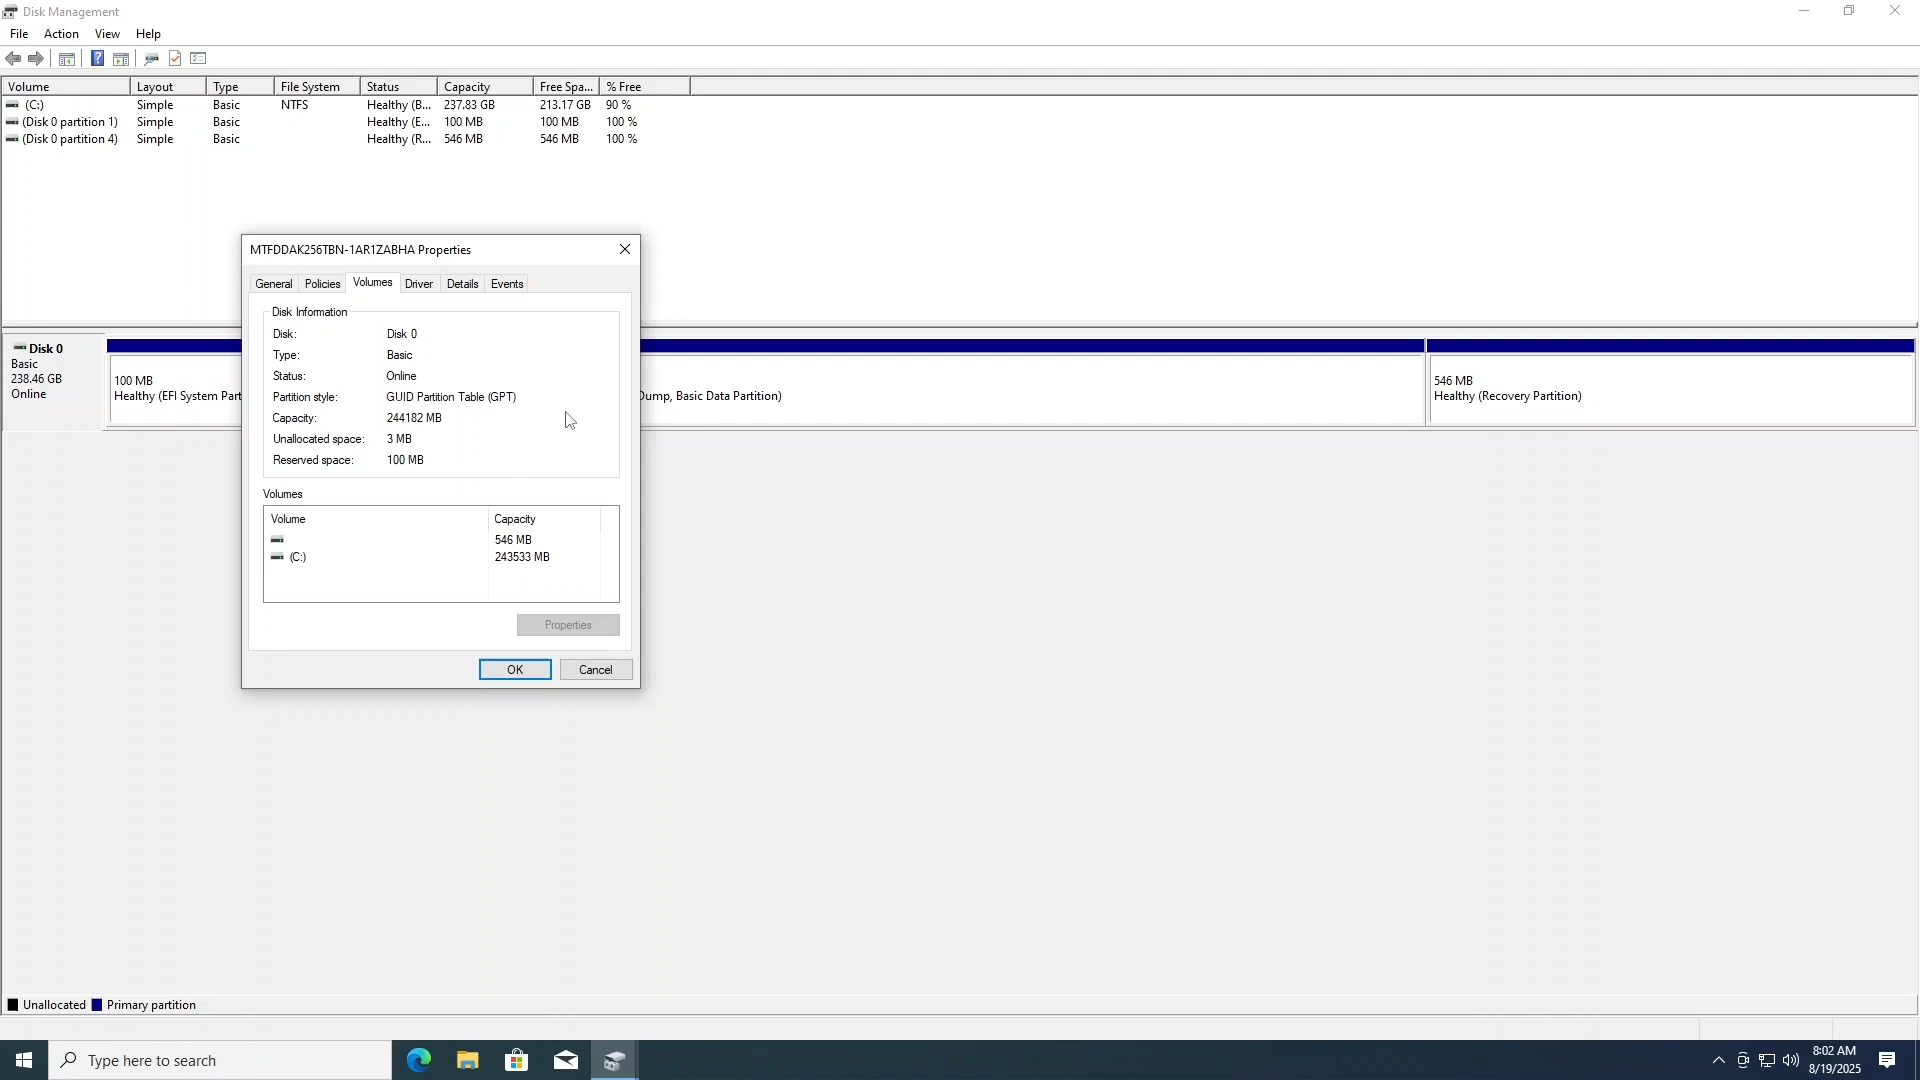 Disk Management
File Action View Help
Volume Layout Type File System Status Capacity Free Spa... % Free
(C:) Simple Basic NTFS Healthy (B... 237.83 GB 213.17 GB 90 %
(Disk 0 partition 1) Simple Basic Healthy (E... 100 MB 100 MB 100 %
(Disk 0 partition 4) Simple Basic Healthy (R... 546 MB 546 MB 100 %
MTFDDAK256TBN-1AR1ZABHA Properties
General Policies Volumes Driver Details Events
Disk Information
Disk: Disk 0
Type: Basic
Status: Online
Partition style: GUID Partition Table (GPT)
Capacity: 244182 MB
Unallocated space: 3 MB
Reserved space: 100 MB
Volumes
Volume Capacity
546 MB
(C:) 243533 MB
Properties
OK Cancel
Disk 0
Basic
238.46 GB
Online
100 MB
Healthy (EFI System Part
Dump, Basic Data Partition)
546 MB
Healthy (Recovery Partition)
Unallocated Primary partition
Type here to search
8:02 AM
8/19/2025